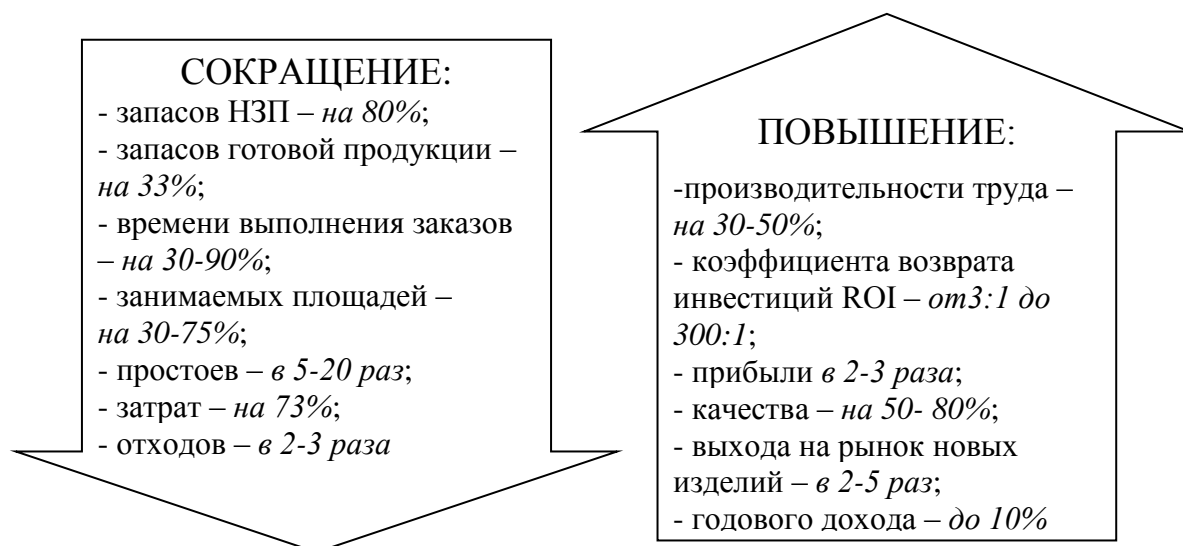 СОКРАЩЕНИЕ:
- запасов НЗП – на 80%;
- запасов готовой продукции –
на 33%;
- времени выполнения заказов
– на 30-90%;
- занимаемых площадей –
на 30-75%;
- простоев – в 5-20 раз;
- затрат – на 73%;
- отходов – в 2-3 раза
ПОВЫШЕНИЕ:
-производительности труда –
на 30-50%;
- коэффициента возврата
инвестиций ROI – от3:1 до
300:1;
- прибыли в 2-3 раза;
- качества – на 50- 80%;
- выхода на рынок новых
изделий – в 2-5 раз;
- годового дохода – до 10%